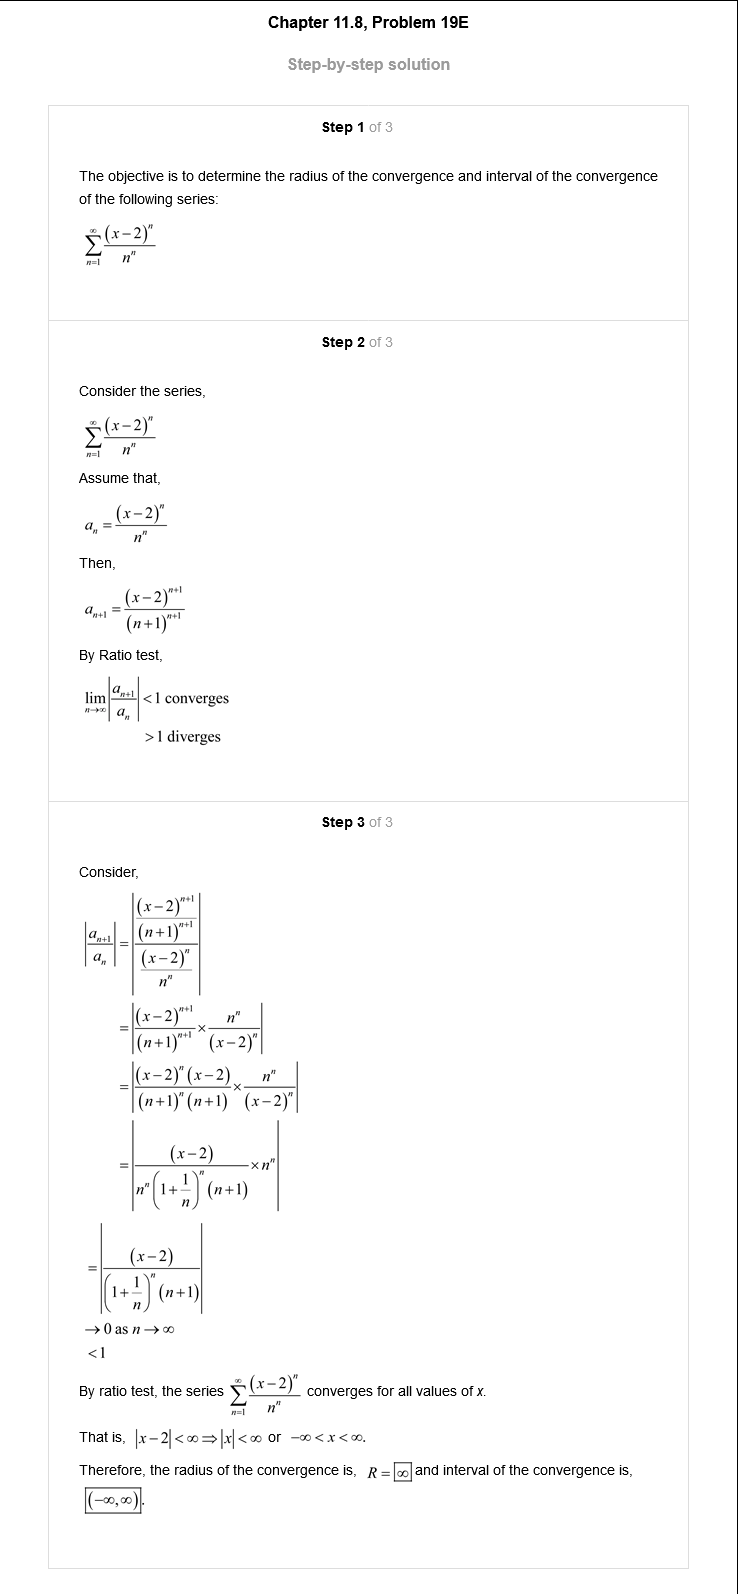 Chapter 11.8, Problem 19E
Step-by-step solution
Step 1 of 3
The objective is to determine the radius of the convergence and interval of the convergence
of the following series:
$\sum_{n=1}^{\infty}\frac{(x-2)^n}{n^n}$
Step 2 of 3
Consider the series,
$\sum_{n=1}^{\infty}\frac{(x-2)^n}{n^n}$
Assume that,
$a_n=\frac{(x-2)^n}{n^n}$
Then,
$a_{n+1}=\frac{(x-2)^{n+1}}{(n+1)^{n+1}}$
By Ratio test,
$\lim_{n\to\infty}\left|\frac{a_{n+1}}{a_n}\right|<1$ converges
$>1$ diverges
Step 3 of 3
Consider,
$\left|\frac{a_{n+1}}{a_n}\right|=\left|\frac{\frac{(x-2)^{n+1}}{(n+1)^{n+1}}}{\frac{(x-2)^n}{n^n}}\right|$
$=\left|\frac{(x-2)^{n+1}}{(n+1)^{n+1}}\times\frac{n^n}{(x-2)^n}\right|$
$=\left|\frac{(x-2)^n(x-2)}{(n+1)^n(n+1)}\times\frac{n^n}{(x-2)^n}\right|$
$=\left|\frac{(x-2)}{n^n\left(1+\frac{1}{n}\right)^n(n+1)}\times n^n\right|$
$=\left|\frac{(x-2)}{\left(1+\frac{1}{n}\right)^n(n+1)}\right|$
$\to 0$ as $n\to\infty$
$<1$
By ratio test, the series $\sum_{n=1}^{\infty}\frac{(x-2)^n}{n^n}$ converges for all values of x.
That is, $|x-2|<\infty\Rightarrow|x|<\infty$ or $-\infty<x<\infty$.
Therefore, the radius of the convergence is, $R=\boxed{\infty}$ and interval of the convergence is,
$\boxed{(-\infty,\infty)}$.